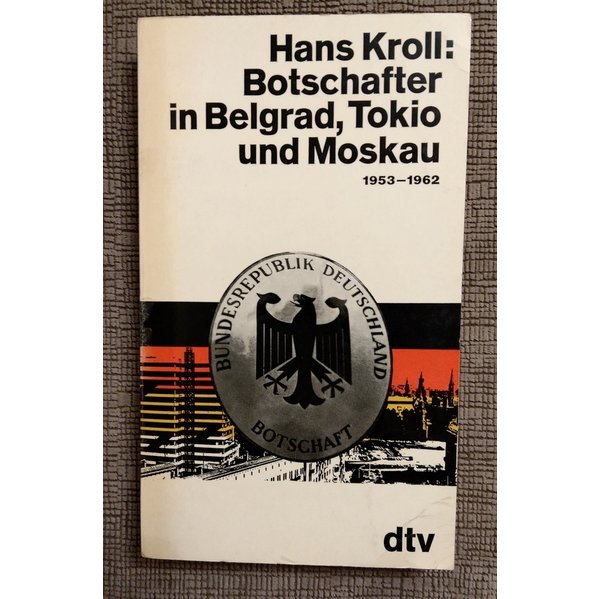 Hans Kroll:
Botschafter
in Belgrad, Tokio
und Moskau
1953–1962
BUNDESREPUBLIK DEUTSCHLAND
BOTSCHAFT
dtv